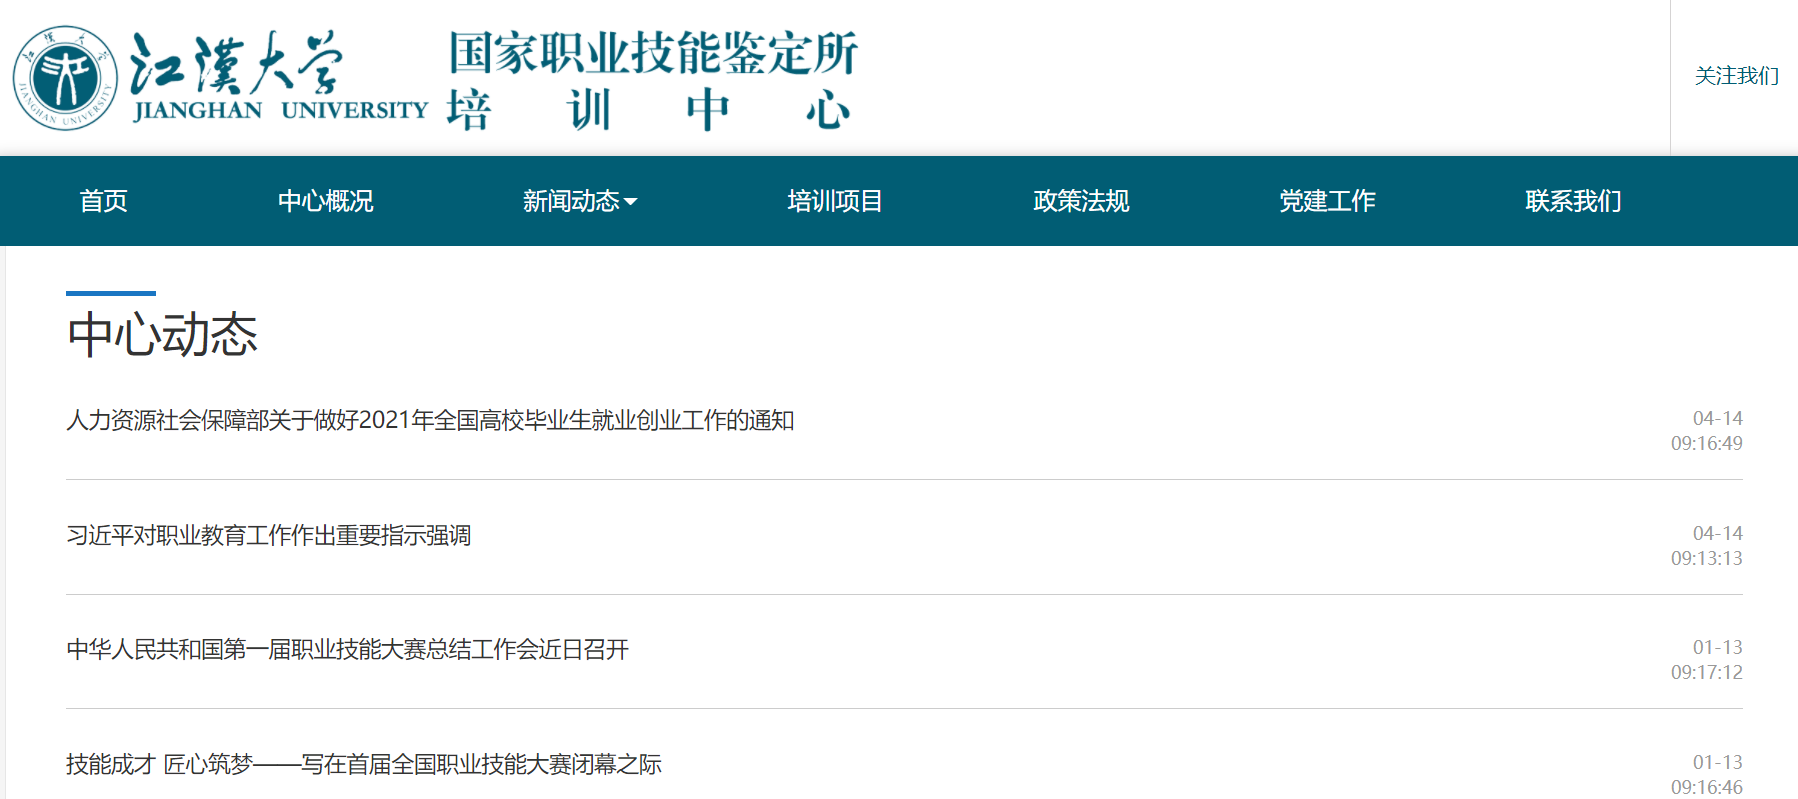 江漢大学
JIANGHAN UNIVERSITY
国家职业技能鉴定所
培训中心
关注我们
首页 中心概况 新闻动态 培训项目 政策法规 党建工作 联系我们
中心动态
人力资源社会保障部关于做好2021年全国高校毕业生就业创业工作的通知
04-14
09:16:49
习近平对职业教育工作作出重要指示强调
04-14
09:13:13
中华人民共和国第一届职业技能大赛总结工作会近日召开
01-13
09:17:12
技能成才 匠心筑梦——写在首届全国职业技能大赛闭幕之际
01-13
09:16:46